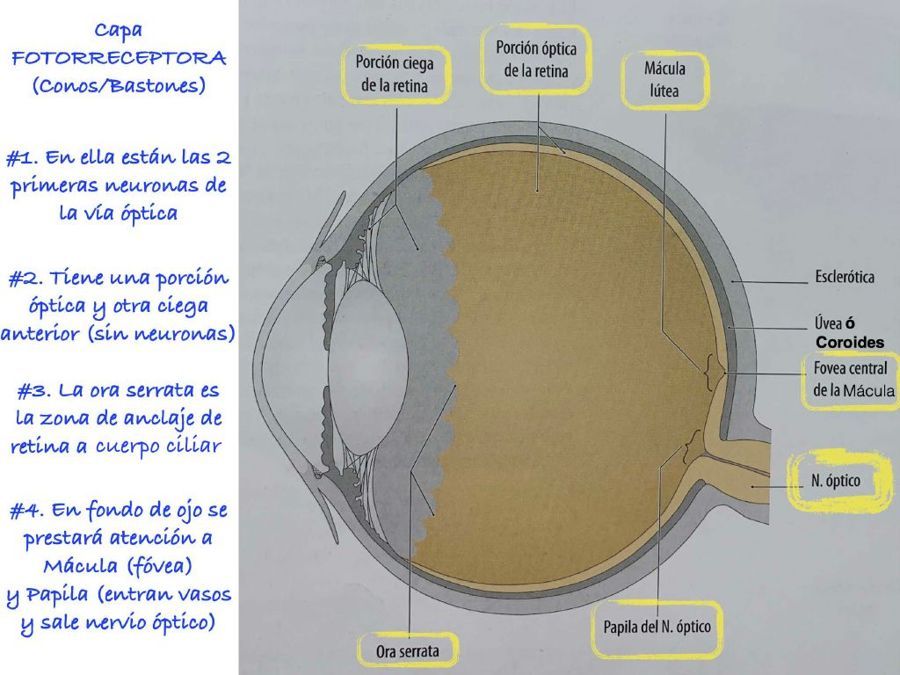 Capa
FOTORRECEPTORA
(Conos/Bastones)
#1. En ella están las 2
primeras neuronas de
la vía óptica
#2. Tiene una porción
óptica y otra ciega
anterior (sin neuronas)
#3. La ora serrata es
la zona de anclaje de
retina a cuerpo ciliar
#4. En fondo de ojo se
prestará atención a
Mácula (fóvea)
y Papila (entran vasos
y sale nervio óptico)
Porción ciega
de la retina
Porción óptica
de la retina
Mácula
lútea
Esclerótica
Úvea ó
Coroides
Fovea central
de la Mácula
N. óptico
Papila del N. óptico
Ora serrata